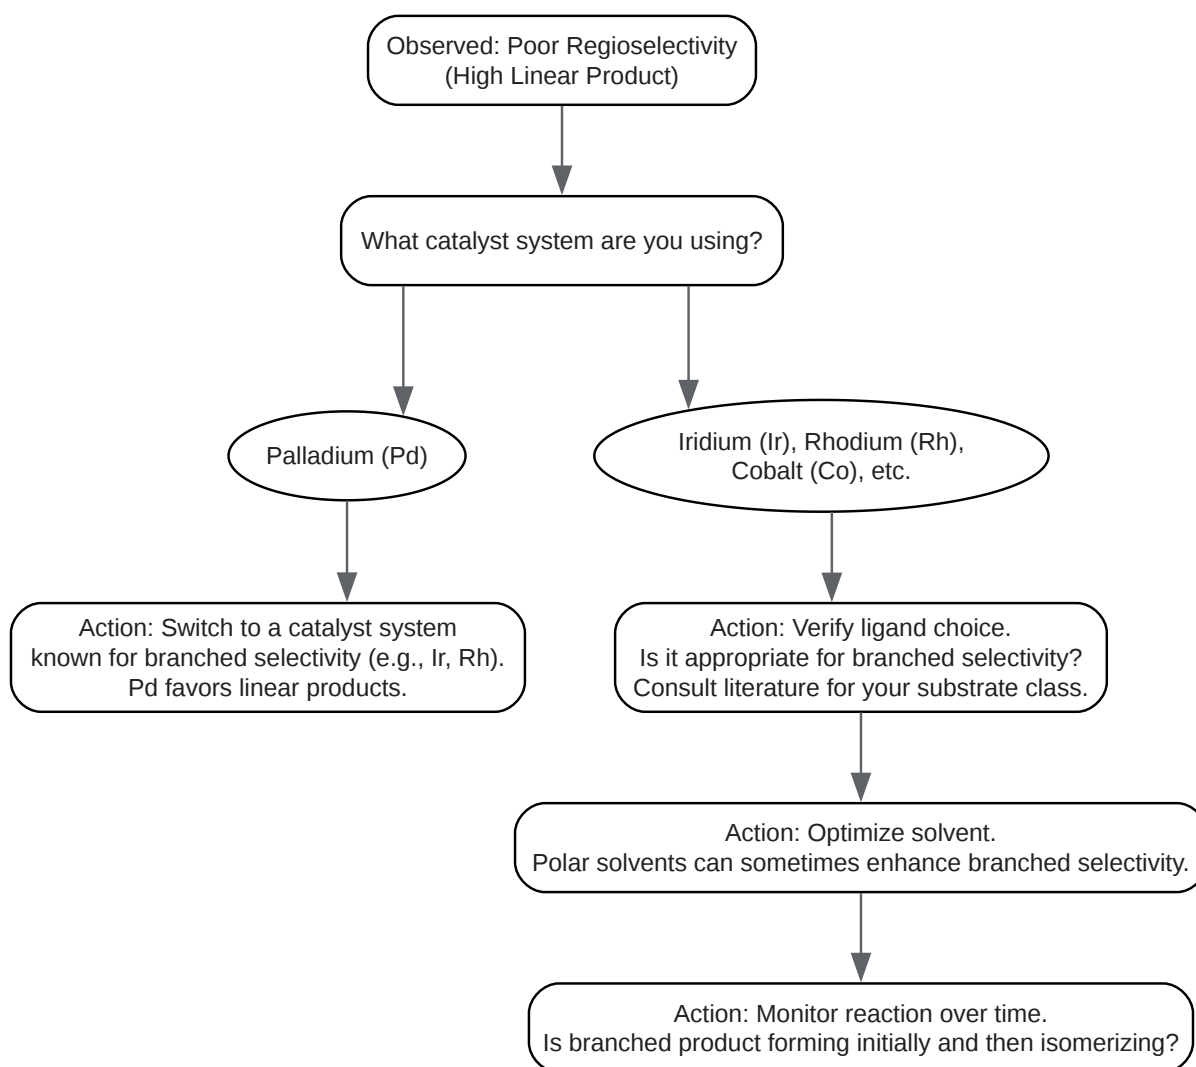 Observed: Poor Regioselectivity
(High Linear Product)
What catalyst system are you using?
Palladium (Pd)
Iridium (Ir), Rhodium (Rh),
Cobalt (Co), etc.
Action: Switch to a catalyst system
known for branched selectivity (e.g., Ir, Rh).
Pd favors linear products.
Action: Verify ligand choice.
Is it appropriate for branched selectivity?
Consult literature for your substrate class.
Action: Optimize solvent.
Polar solvents can sometimes enhance branched selectivity.
Action: Monitor reaction over time.
Is branched product forming initially and then isomerizing?